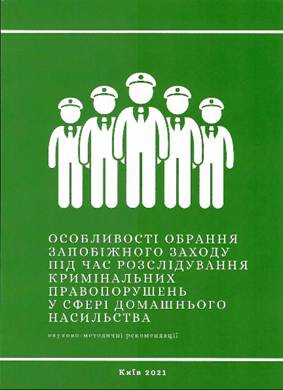 ОСОБЛИВОСТІ ОБРАННЯ
ЗАПОБІЖНОГО ЗАХОДУ
ПІД ЧАС РОЗСЛІДУВАННЯ
КРИМІНАЛЬНИХ
ПРАВОПОРУШЕНЬ
У СФЕРІ ДОМАШНЬОГО
НАСИЛЬСТВА
науково-методичні рекомендації
Київ 2021